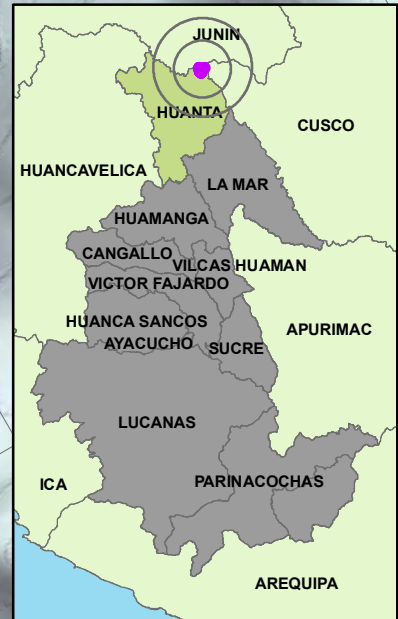 JUNIN
HUANTA
CUSCO
HUANCAVELICA
LA MAR
HUAMANGA
CANGALLO
VILCAS HUAMAN
VICTOR FAJARDO
HUANCA SANCOS
APURIMAC
AYACUCHO
SUCRE
LUCANAS
ICA
PARINACOCHAS
AREQUIPA